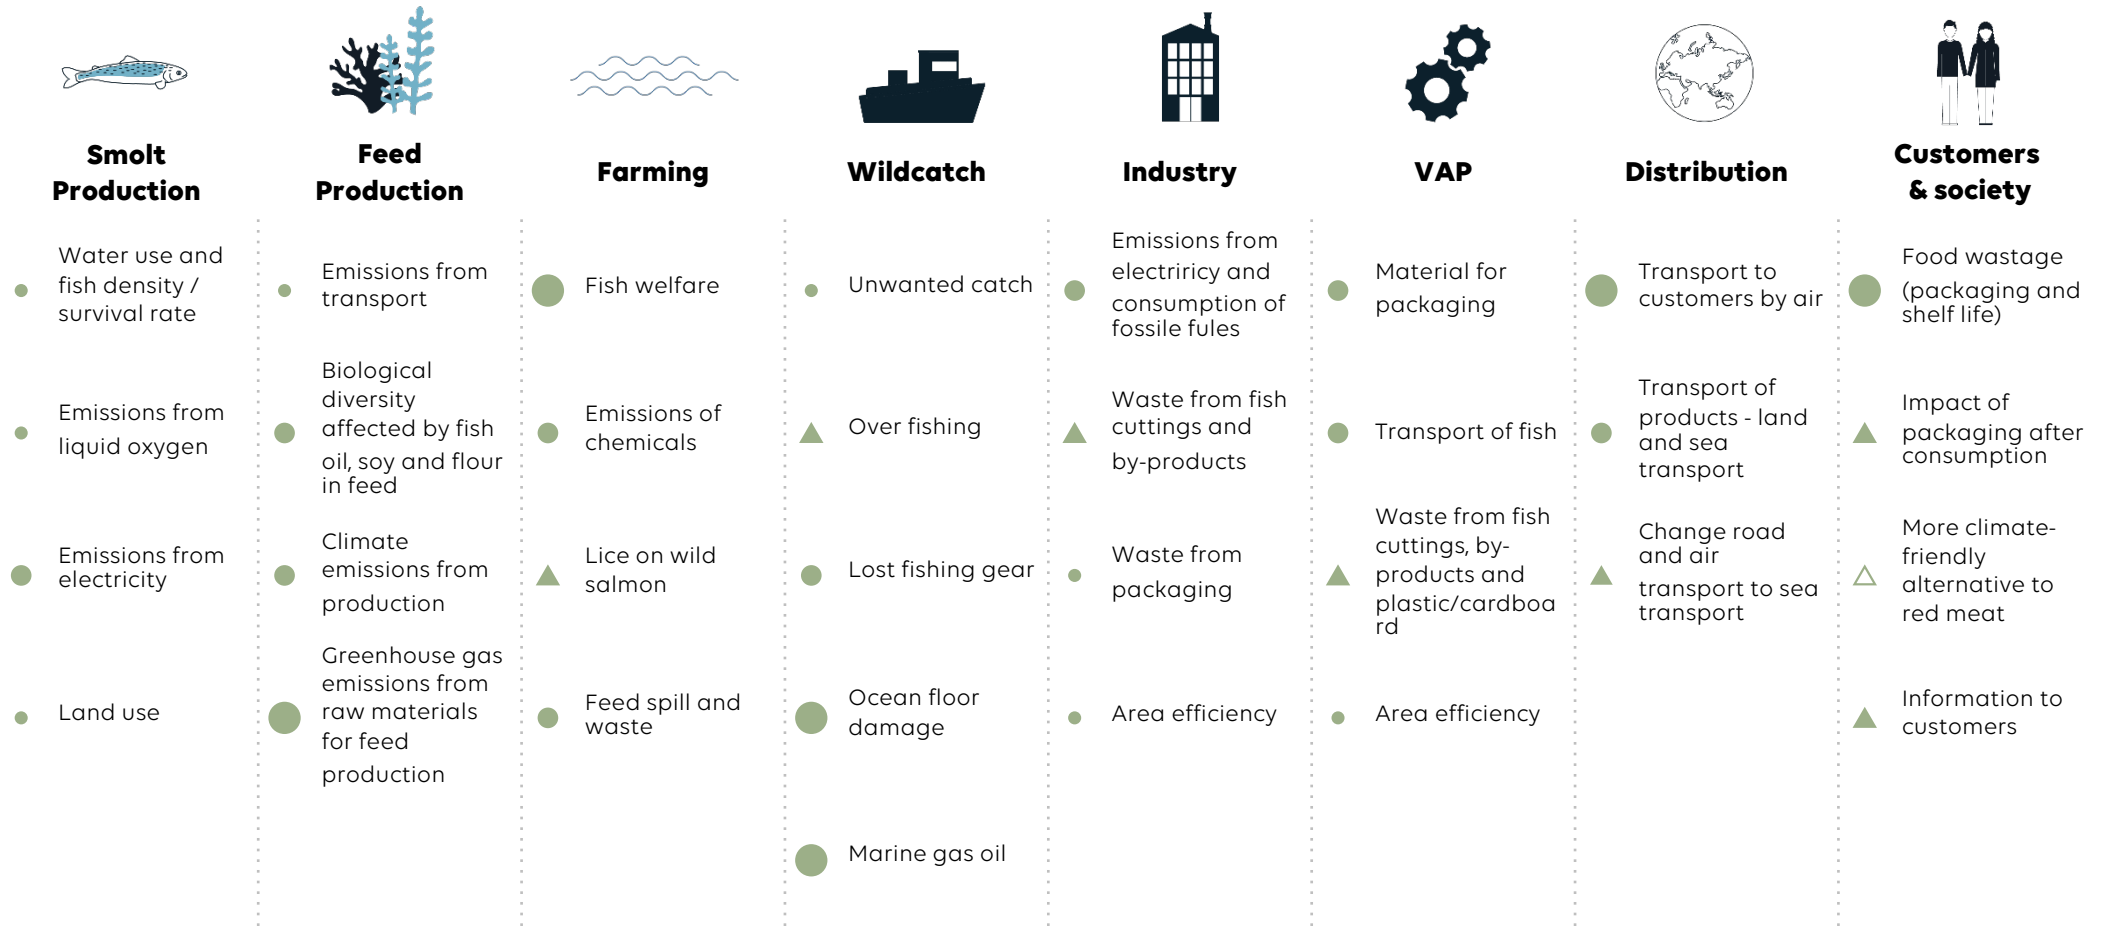 Smolt
Production
Feed
Production
Farming
Wildcatch
Industry
VAP
Distribution
Customers
& society
Water use and
fish density /
survival rate
Emissions from
liquid oxygen
Emissions from
electricity
Land use
Emissions from
transport
Biological
diversity
affected by fish
oil, soy and flour
in feed
Climate
emissions from
production
Greenhouse gas
emissions from
raw materials
for feed
production
Fish welfare
Emissions of
chemicals
Lice on wild
salmon
Feed spill and
waste
Unwanted catch
Over fishing
Lost fishing gear
Ocean floor
damage
Marine gas oil
Emissions from
electriricy and
consumption of
fossile fules
Waste from fish
cuttings and
by-products
Waste from
packaging
Area efficiency
Material for
packaging
Transport of fish
Waste from fish
cuttings, by-
products and
plastic/cardboa
rd
Area efficiency
Transport to
customers by air
Transport of
products - land
and sea
transport
Change road
and air
transport to sea
transport
Food wastage
(packaging and
shelf life)
Impact of
packaging after
consumption
More climate-
friendly
alternative to
red meat
Information to
customers